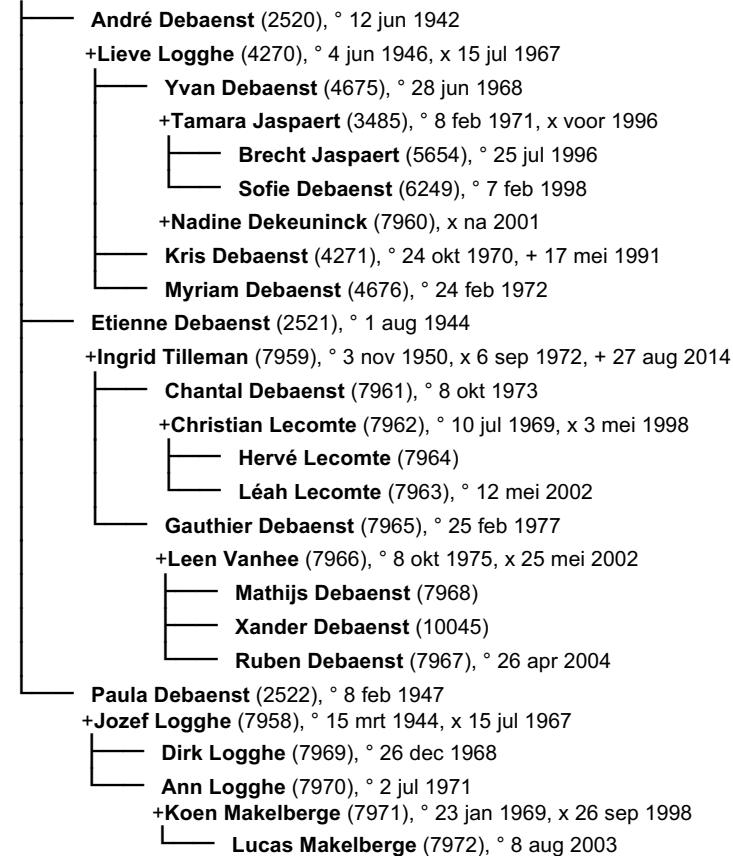 André Debaenst (2520), ° 12 jun 1942
+Lieve Logghe (4270), ° 4 jun 1946, x 15 jul 1967
Yvan Debaenst (4675), ° 28 jun 1968
+Tamara Jaspaert (3485), ° 8 feb 1971, x voor 1996
Brecht Jaspaert (5654), ° 25 jul 1996
Sofie Debaenst (6249), ° 7 feb 1998
+Nadine Dekeuninck (7960), x na 2001
Kris Debaenst (4271), ° 24 okt 1970, + 17 mei 1991
Myriam Debaenst (4676), ° 24 feb 1972
Etienne Debaenst (2521), ° 1 aug 1944
+Ingrid Tilleman (7959), ° 3 nov 1950, x 6 sep 1972, + 27 aug 2014
Chantal Debaenst (7961), ° 8 okt 1973
+Christian Lecomte (7962), ° 10 jul 1969, x 3 mei 1998
Hervé Lecomte (7964)
Léah Lecomte (7963), ° 12 mei 2002
Gauthier Debaenst (7965), ° 25 feb 1977
+Leen Vanhee (7966), ° 8 okt 1975, x 25 mei 2002
Mathijs Debaenst (7968)
Xander Debaenst (10045)
Ruben Debaenst (7967), ° 26 apr 2004
Paula Debaenst (2522), ° 8 feb 1947
+Jozef Logghe (7958), ° 15 mrt 1944, x 15 jul 1967
Dirk Logghe (7969), ° 26 dec 1968
Ann Logghe (7970), ° 2 jul 1971
+Koen Makelberge (7971), ° 23 jan 1969, x 26 sep 1998
Lucas Makelberge (7972), ° 8 aug 2003